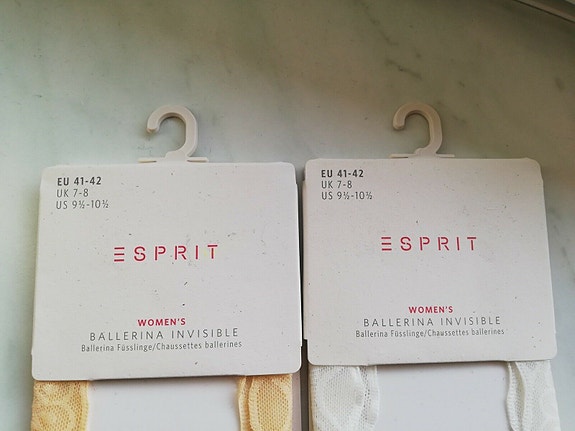 EU 41-42
UK 7-8
US 9½-10½
ESPRIT
WOMEN'S
BALLERINA INVISIBLE
Ballerina Füsslinge/Chaussettes ballerines
EU 41-42
UK 7-8
US 9½-10½
ESPRIT
WOMEN'S
BALLERINA INVISIBLE
Ballerina Füsslinge/Chaussettes ballerines